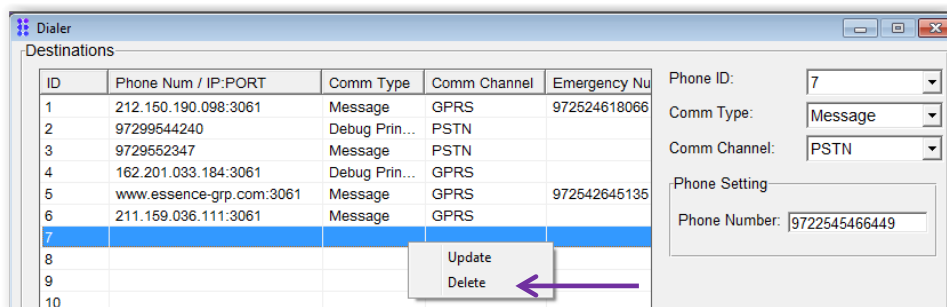 Dialer
Destinations
ID Phone Num / IP:PORT Comm Type Comm Channel Emergency Nu
1 212.150.190.098:3061 Message GPRS 972524618066
2 97299544240 Debug Prin... PSTN
3 9729552347 Message PSTN
4 162.201.033.184:3061 Debug Prin... GPRS
5 www.essence-grp.com:3061 Message GPRS 972542645135
6 211.159.036.111:3061 Message GPRS
7
8
9
10
Update
Delete
Phone ID: 7
Comm Type: Message
Comm Channel: PSTN
Phone Setting
Phone Number: 9722545466449